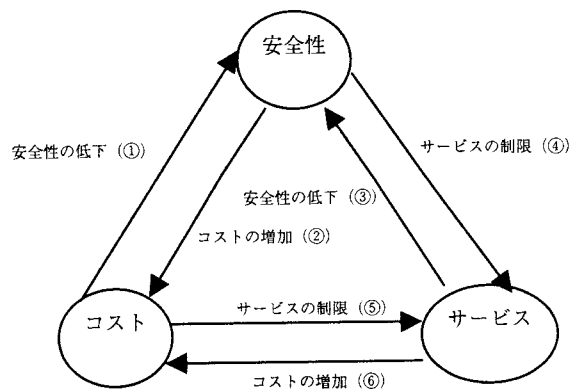 安全性
安全性の低下 (①)
サービスの制限 (④)
安全性の低下 (③)
コストの増加 (②)
コスト
サービスの制限 (⑤)
サービス
コストの増加 (⑥)